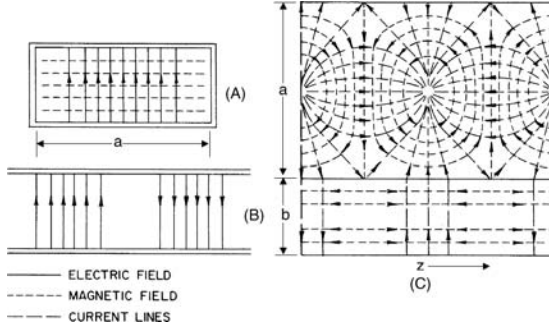 (A)
a
(B)
ELECTRIC FIELD
MAGNETIC FIELD
CURRENT LINES
a
b
z
(C)